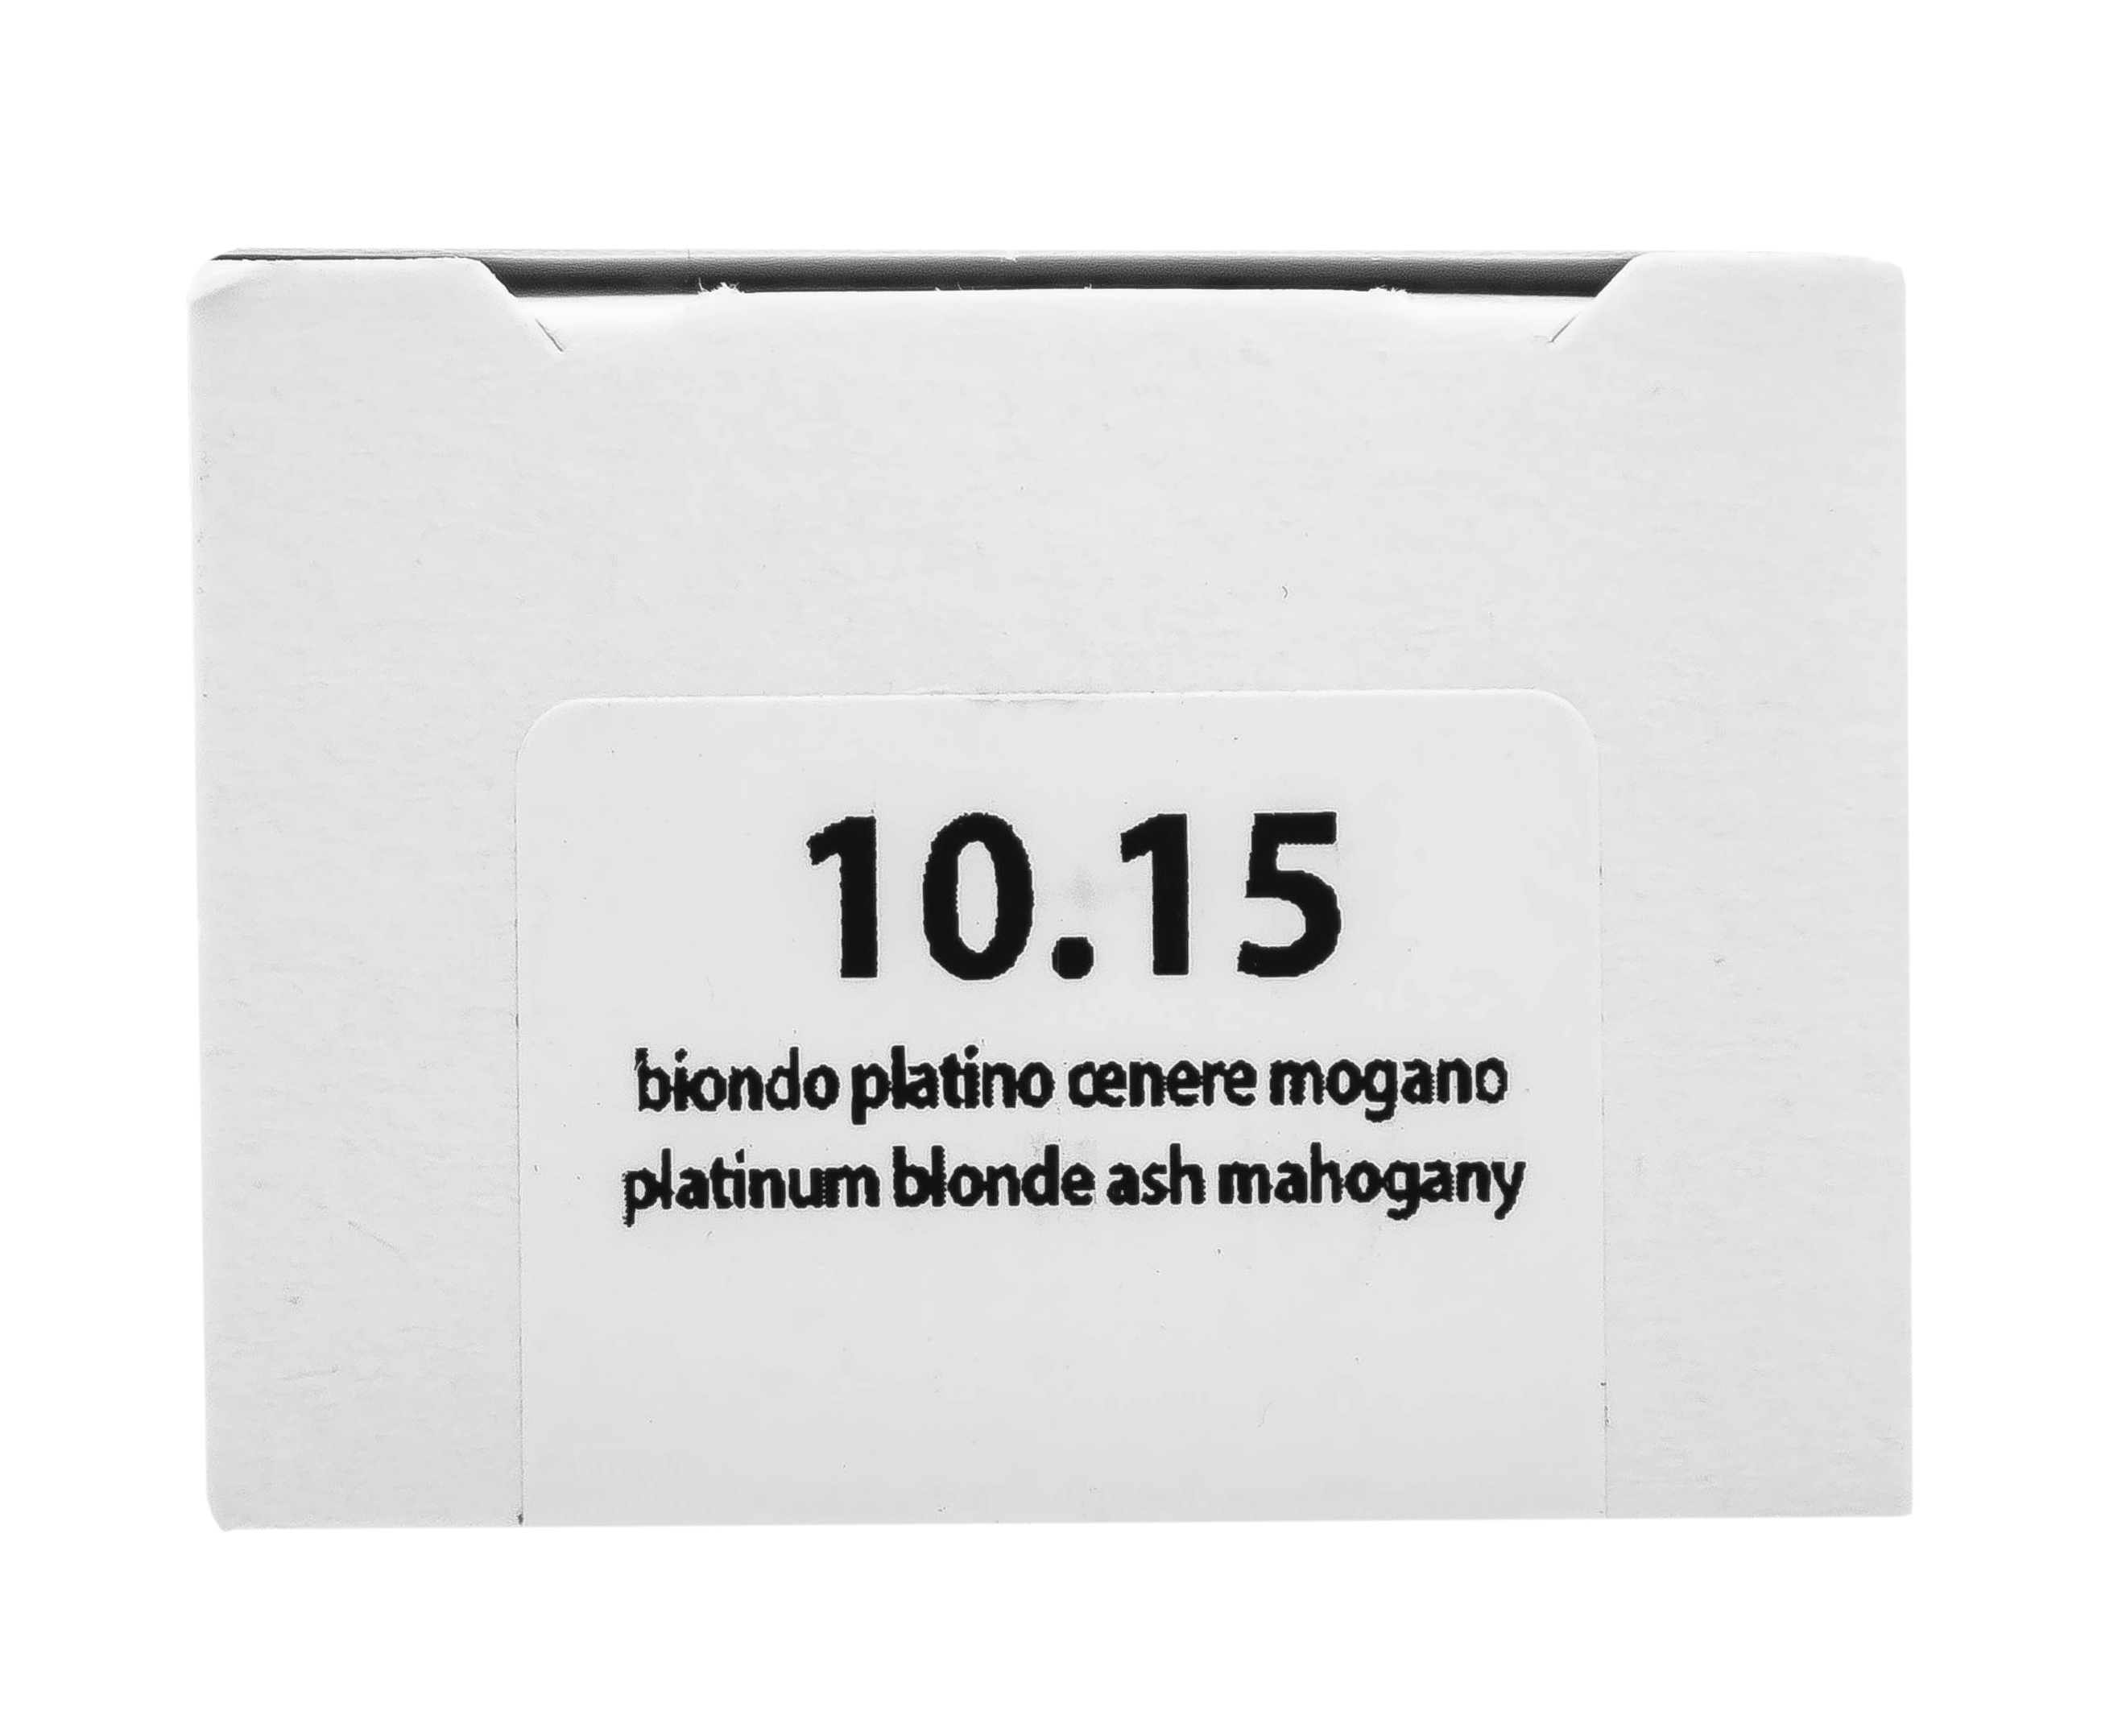 10.15
biondo platino cenere mogano
platinum blonde ash mahogany